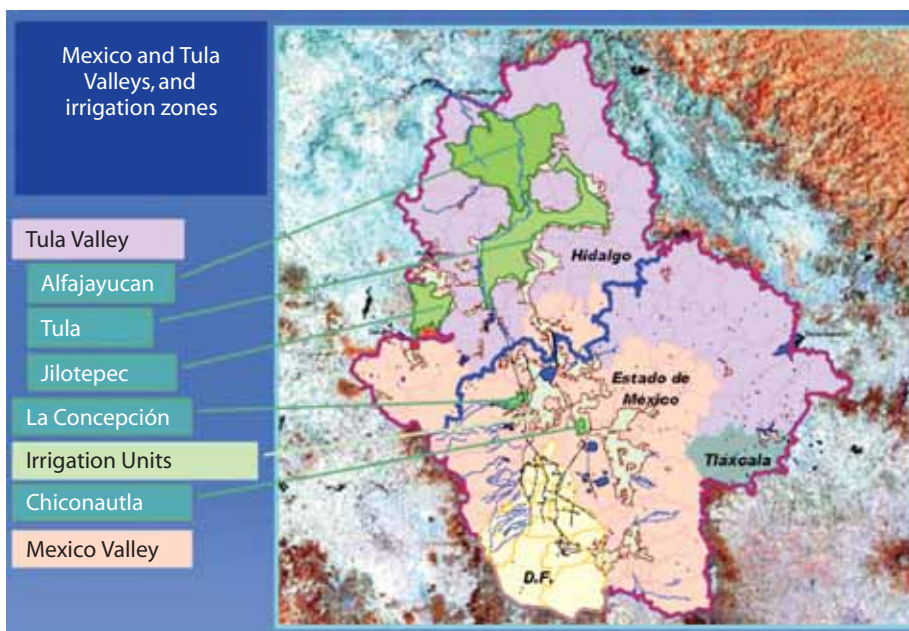 Mexico and Tula
Valleys, and
irrigation zones
Tula Valley
Alfajayucan
Tula
Jilotepec
La Concepción
Irrigation Units
Chiconautla
Mexico Valley
Hidalgo
Estado de
México
Tlaxcala
D.F.